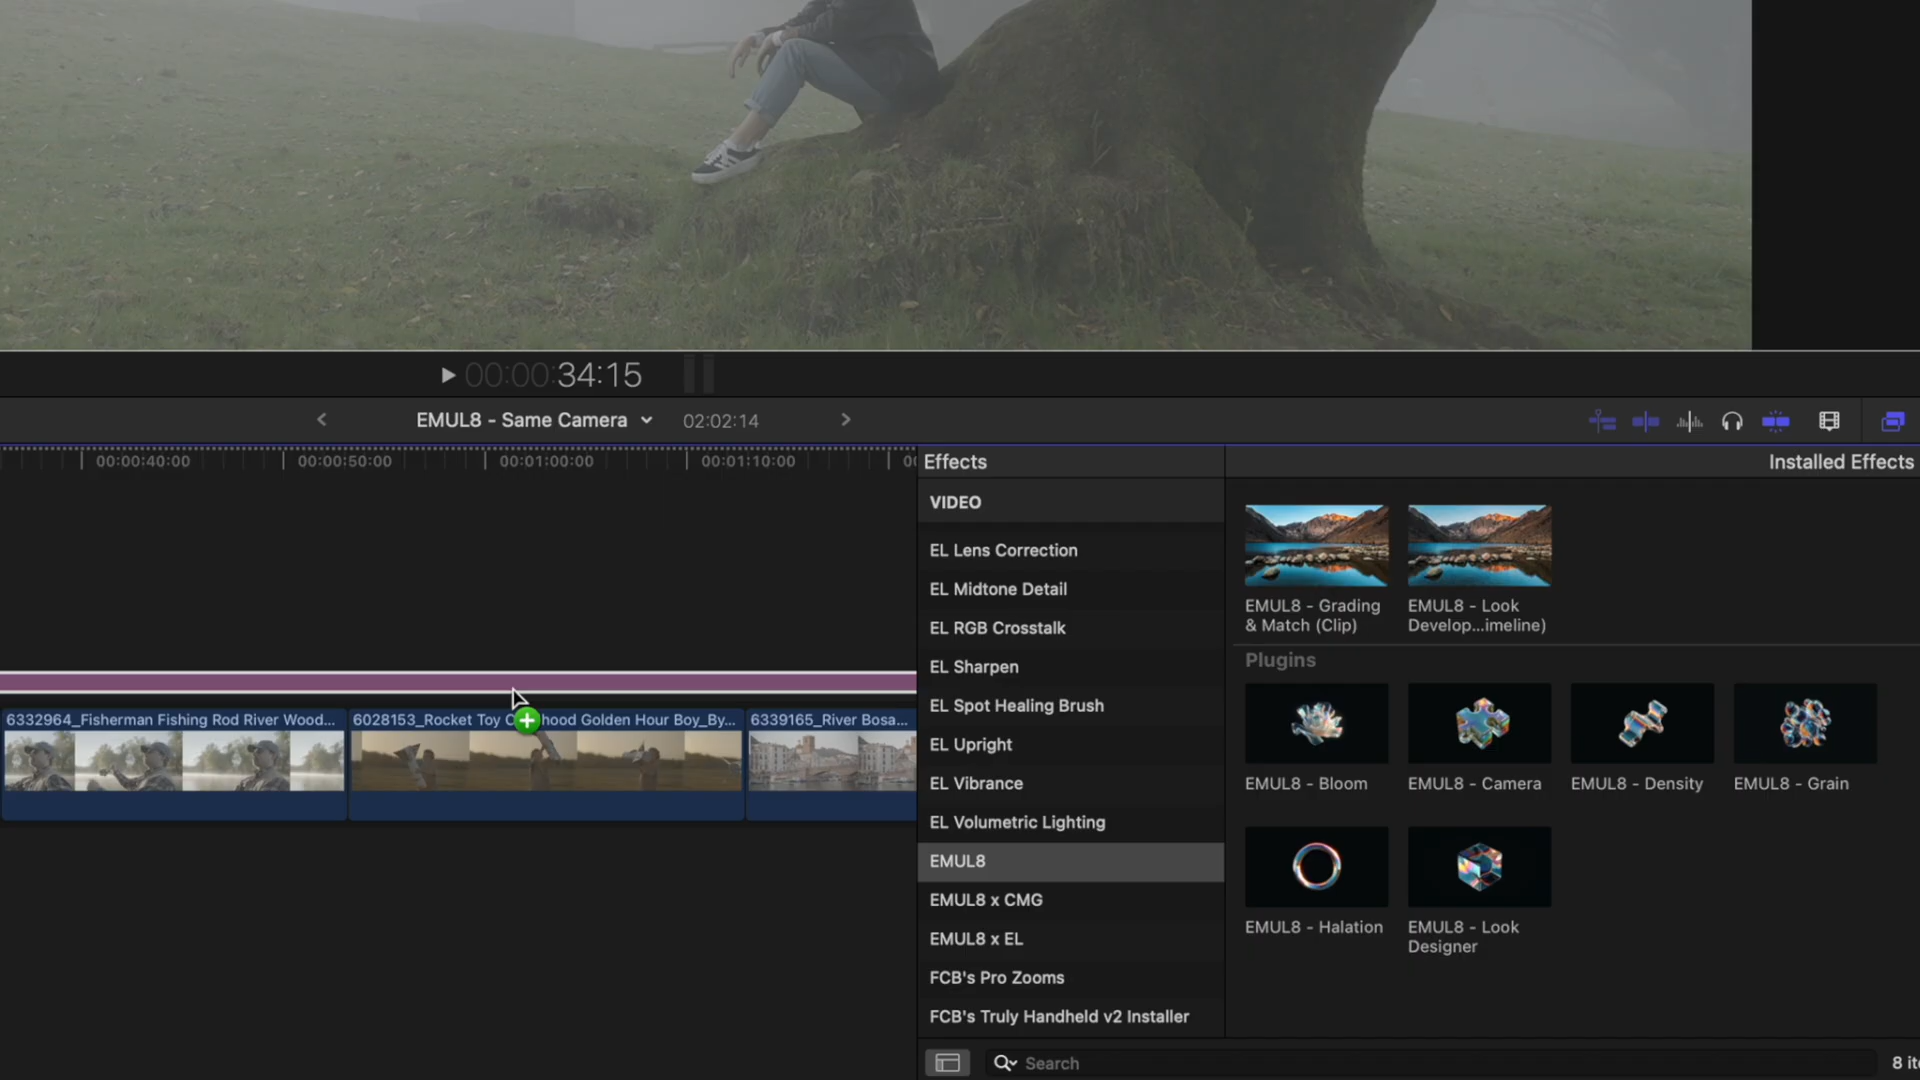 00:00:34:15
EMUL8 - Same Camera
02:02:14
00:00:40:00
00:00:50:00
00:01:00:00
00:01:10:00
Effects
Installed Effects
VIDEO
EL Lens Correction
EL Midtone Detail
EL RGB Crosstalk
EL Sharpen
EL Spot Healing Brush
EL Upright
EL Vibrance
EL Volumetric Lighting
EMUL8
EMUL8 x CMG
EMUL8 x EL
FCB's Pro Zooms
FCB's Truly Handheld v2 Installer
EMUL8 - Grading
& Match (Clip)
EMUL8 - Look
Develop...imeline)
Plugins
EMUL8 - Bloom
EMUL8 - Camera
EMUL8 - Density
EMUL8 - Grain
EMUL8 - Halation
EMUL8 - Look
Designer
6332964_Fisherman Fishing Rod River Wood...
6028153_Rocket Toy C hood Golden Hour Boy_By...
6339165_River Bosa...
Search
8 it